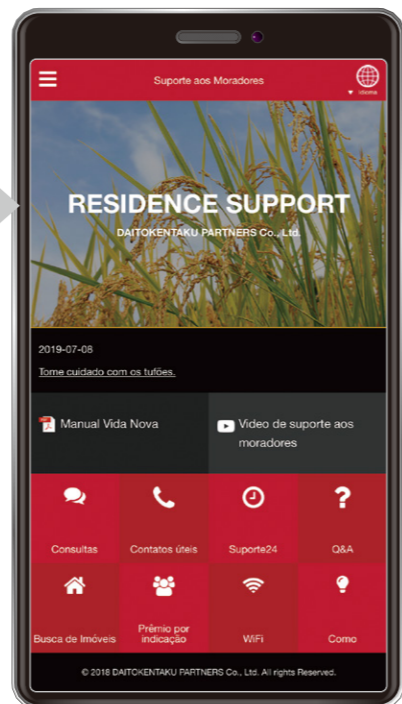 Suporte aos Moradores
idioma
RESIDENCE SUPPORT
DAITOKENTAKU PARTNERS Co., Ltd.
2019-07-08
Tome cuidado com os tufões.
Manual Vida Nova
Video de suporte aos
moradores
Consultas
Contatos úteis
Suporte24
Q&A
Busca de Imóveis
Prêmio por
indicação
WiFi
Como
© 2018 DAITOKENTAKU PARTNERS Co., Ltd. All rights Reserved.